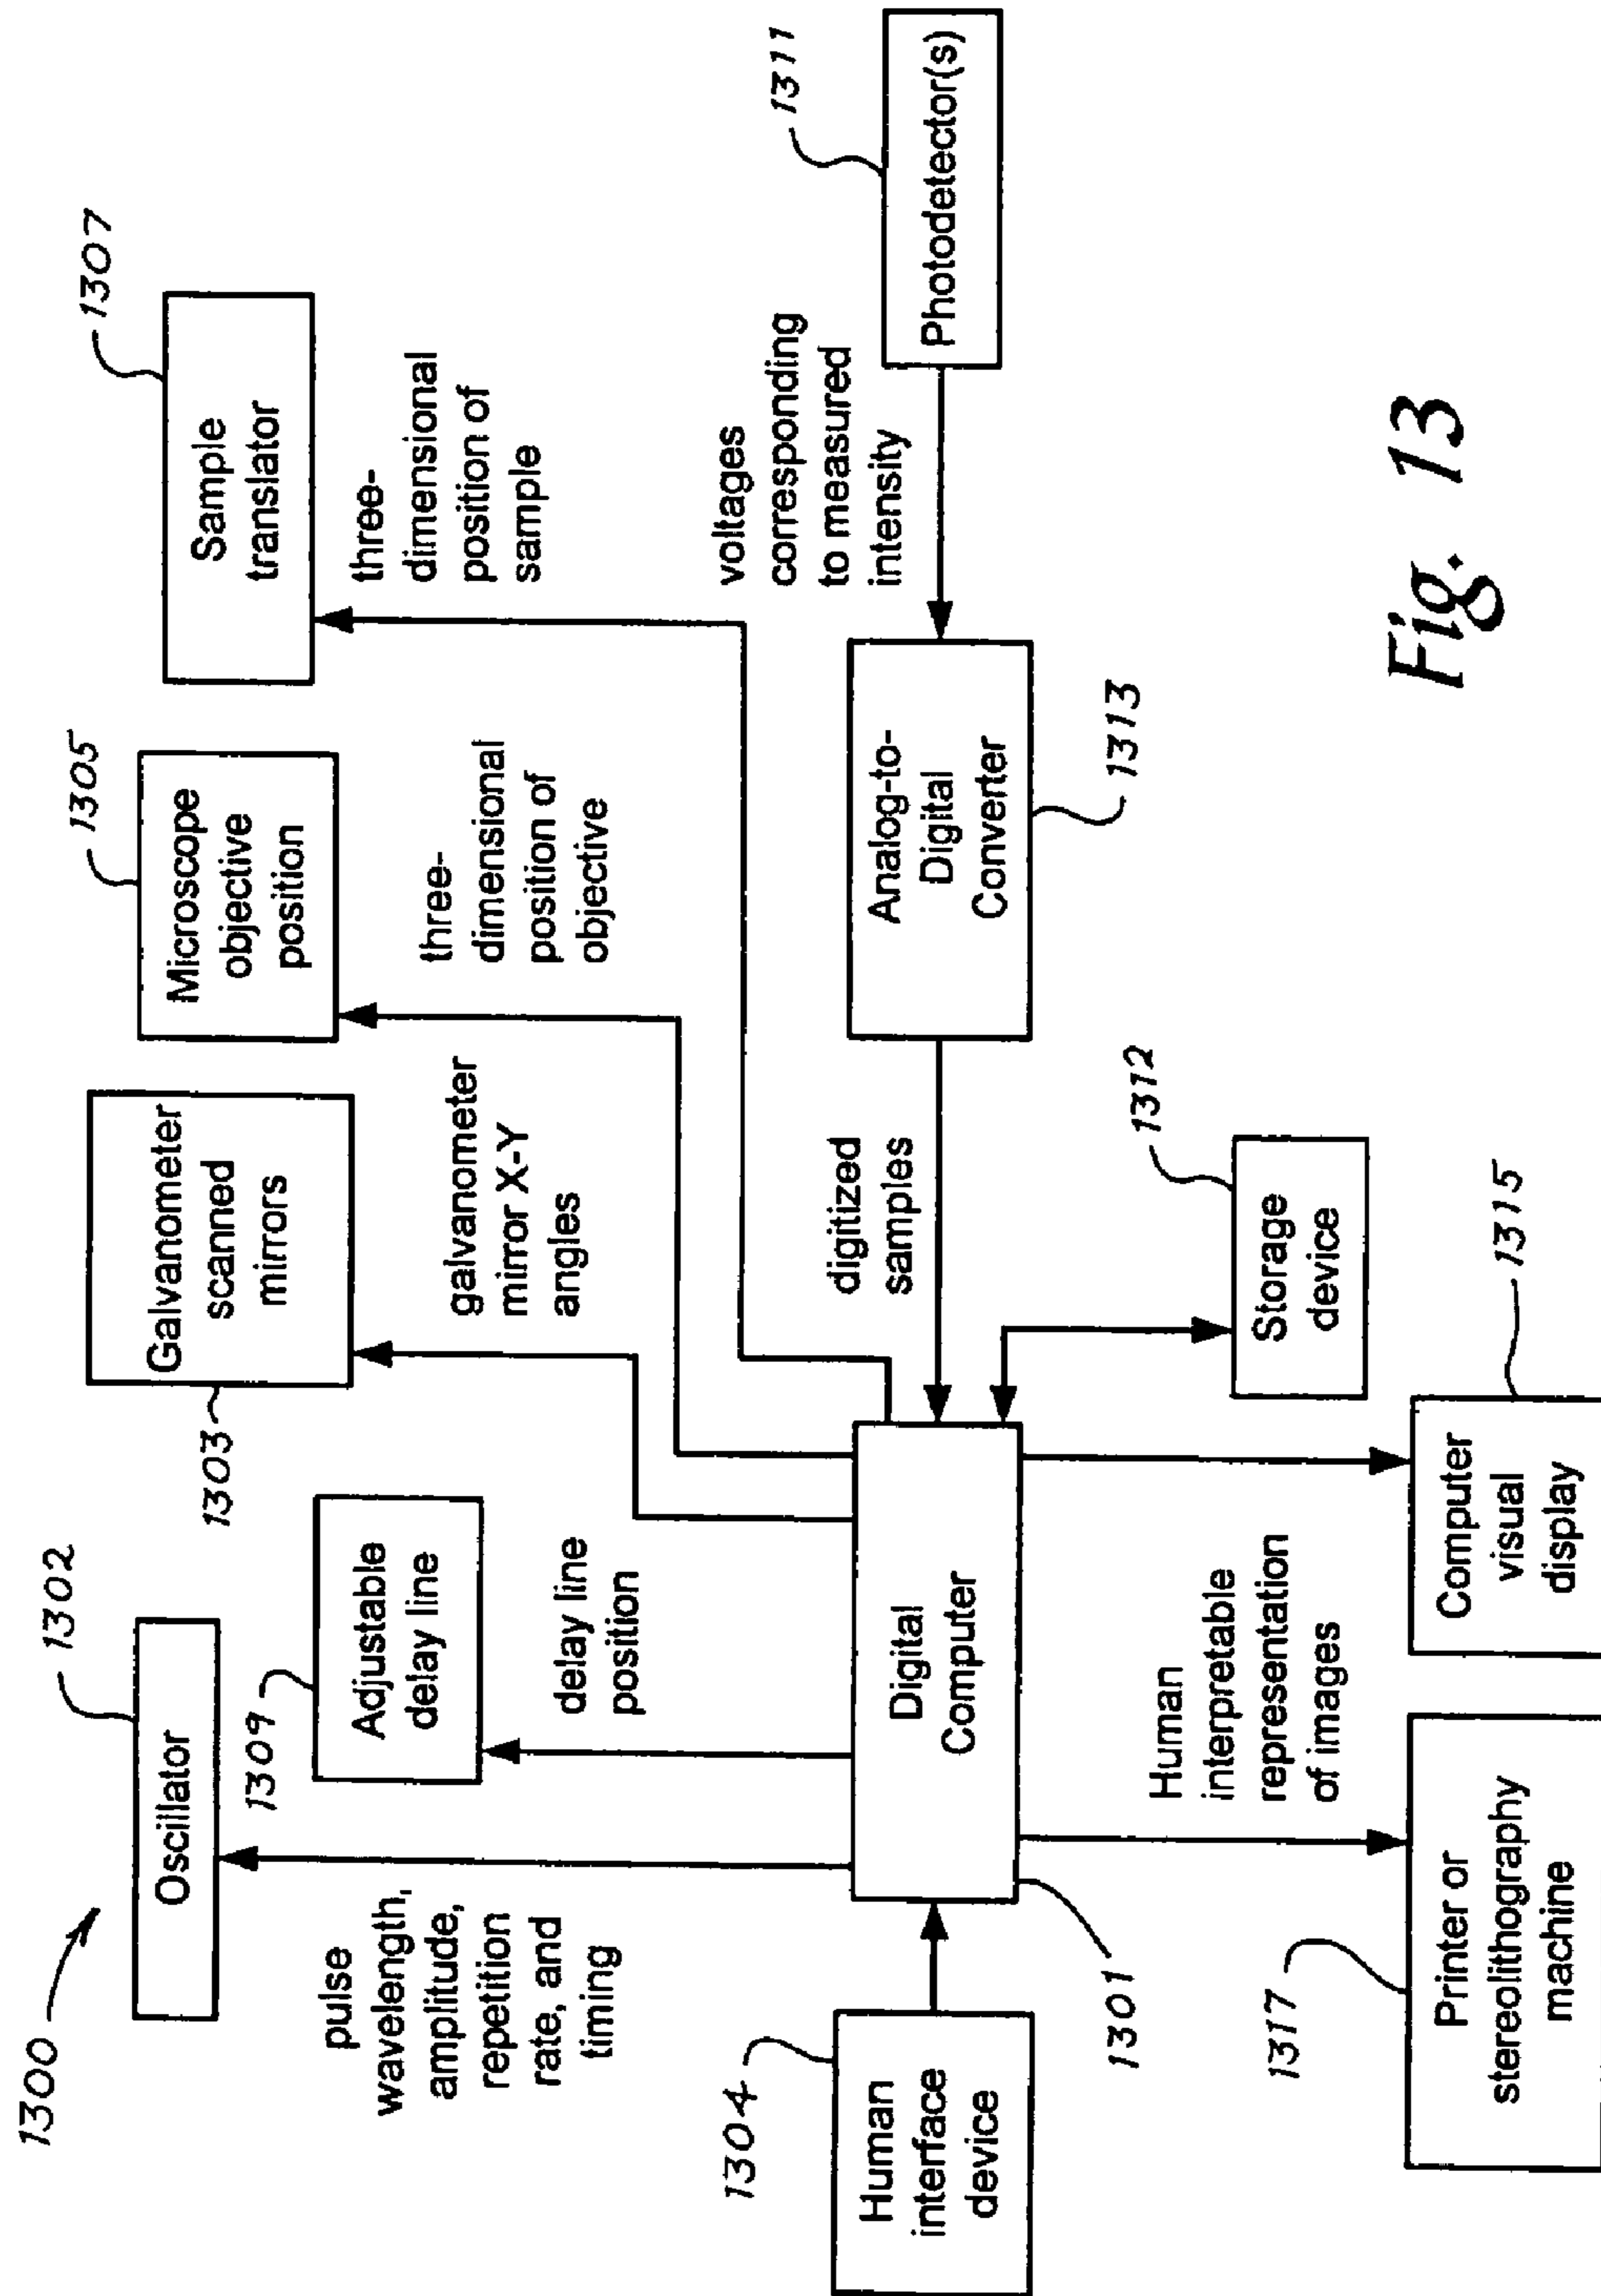 1300
1302
Oscillator
pulse
wavelength,
amplitude,
repetition
rate, and
timing
1309
Adjustable
delay line
delay line
position
1303
Galvanometer
scanned
mirrors
galvanometer
mirror X-Y
angles
1305
Microscope
objective
position
three-
dimensional
position of
objective
1307
Sample
translator
three-
dimensional
position of
sample
1304
Human
interface
device
Digital
Computer
1301
digitized
samples
Analog-to-
Digital
Converter
1313
voltages
corresponding
to measured
intensity
1311
Photodetector(s)
1312
Storage
device
Human
interpretable
representation
of images
1317
Printer or
stereolithography
machine
Computer
visual
display
1315
Fig. 13